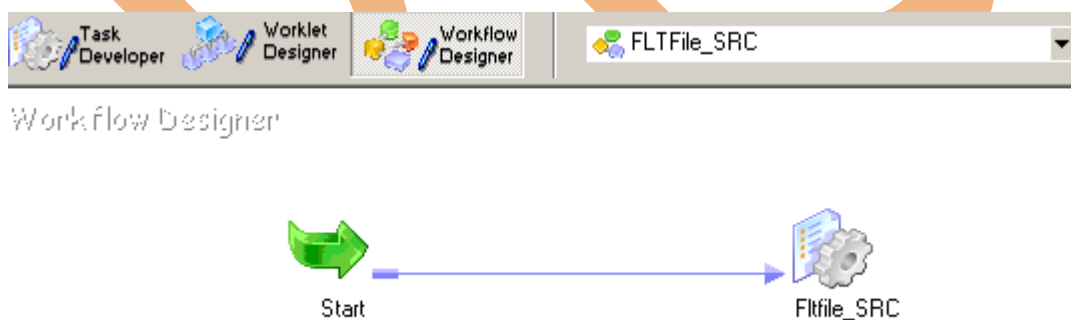 Task
Developer
Worklet
Designer
Workflow
Designer
FLTFile_SRC
Workflow Designer
Start
Fltfile_SRC